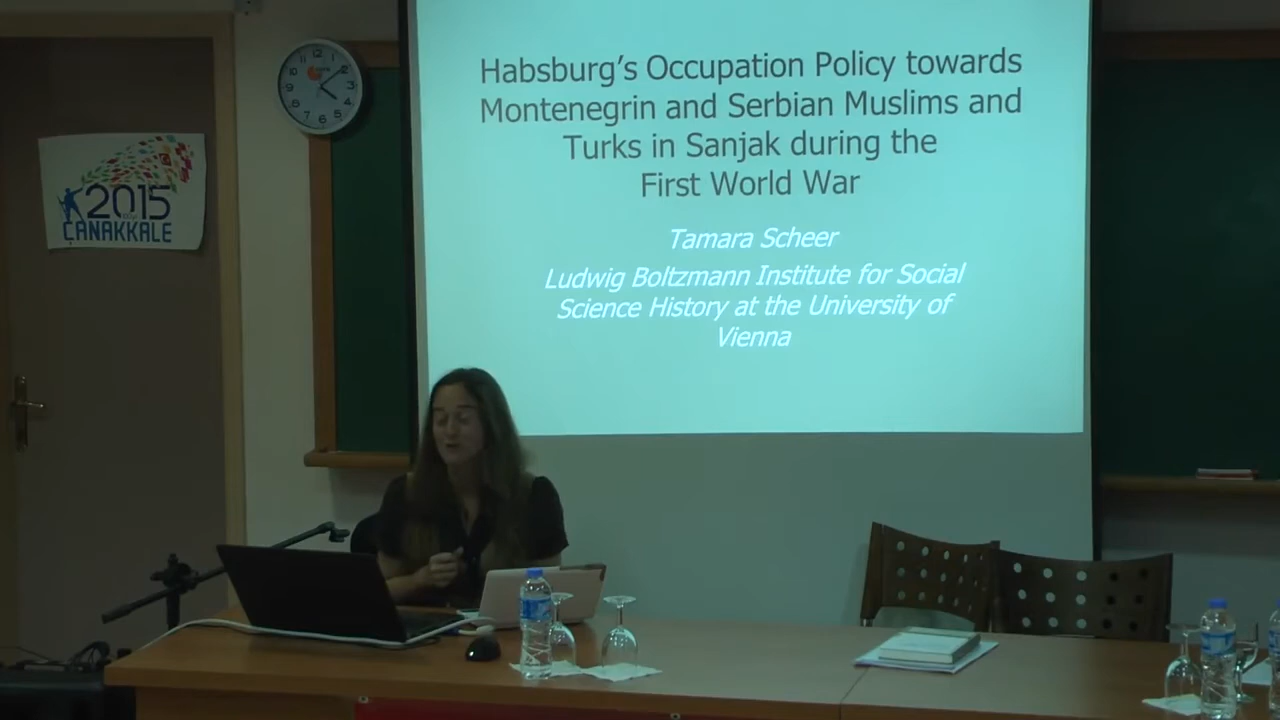 Habsburg's Occupation Policy towards
Montenegrin and Serbian Muslims and
Turks in Sanjak during the
First World War
Tamara Scheer
Ludwig Boltzmann Institute for Social
Science History at the University of
Vienna
2015
ÇANAKKALE